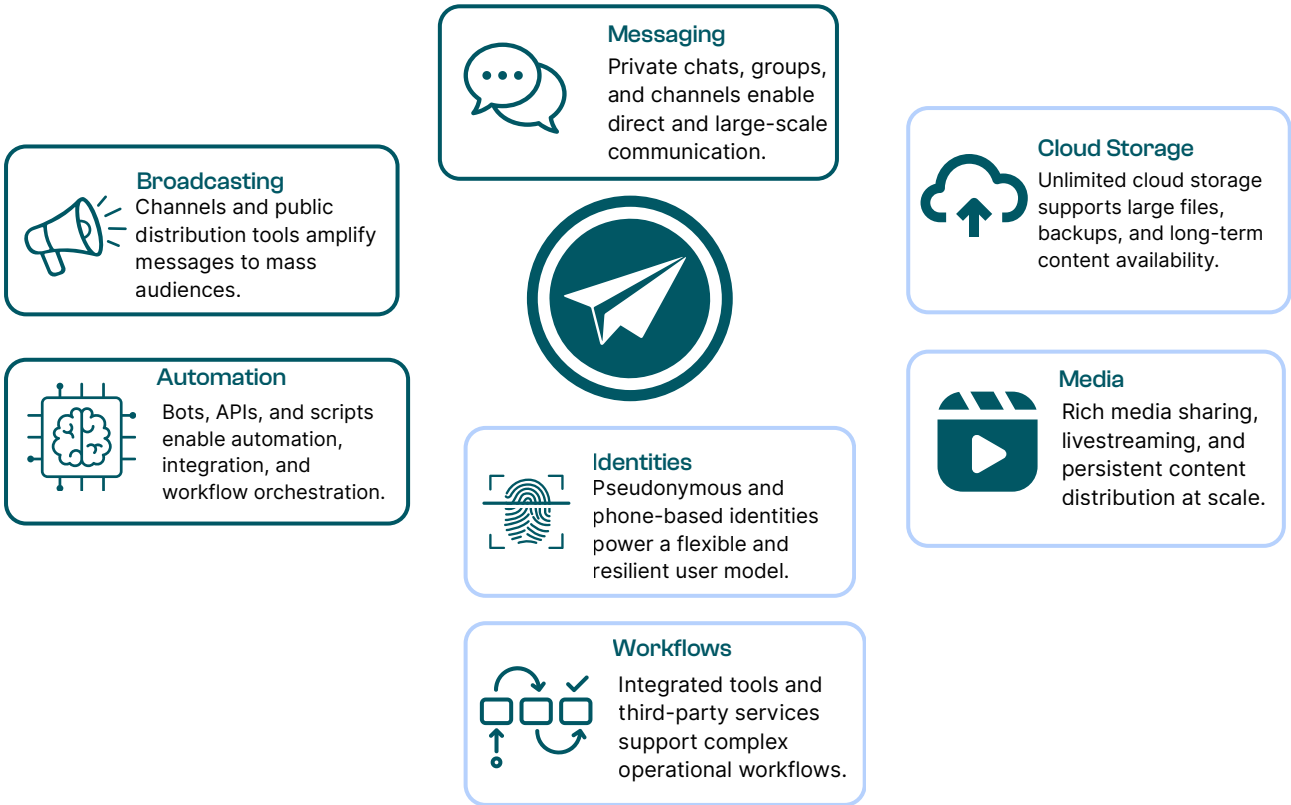 Messaging
Private chats, groups,
and channels enable
direct and large-scale
communication.
Broadcasting
Channels and public
distribution tools amplify
messages to mass
audiences.
Cloud Storage
Unlimited cloud storage
supports large files,
backups, and long-term
content availability.
Automation
Bots, APIs, and scripts
enable automation,
integration, and
workflow orchestration.
Media
Rich media sharing,
livestreaming, and
persistent content
distribution at scale.
Identities
Pseudonymous and
phone-based identities
power a flexible and
resilient user model.
Workflows
Integrated tools and
third-party services
support complex
operational workflows.